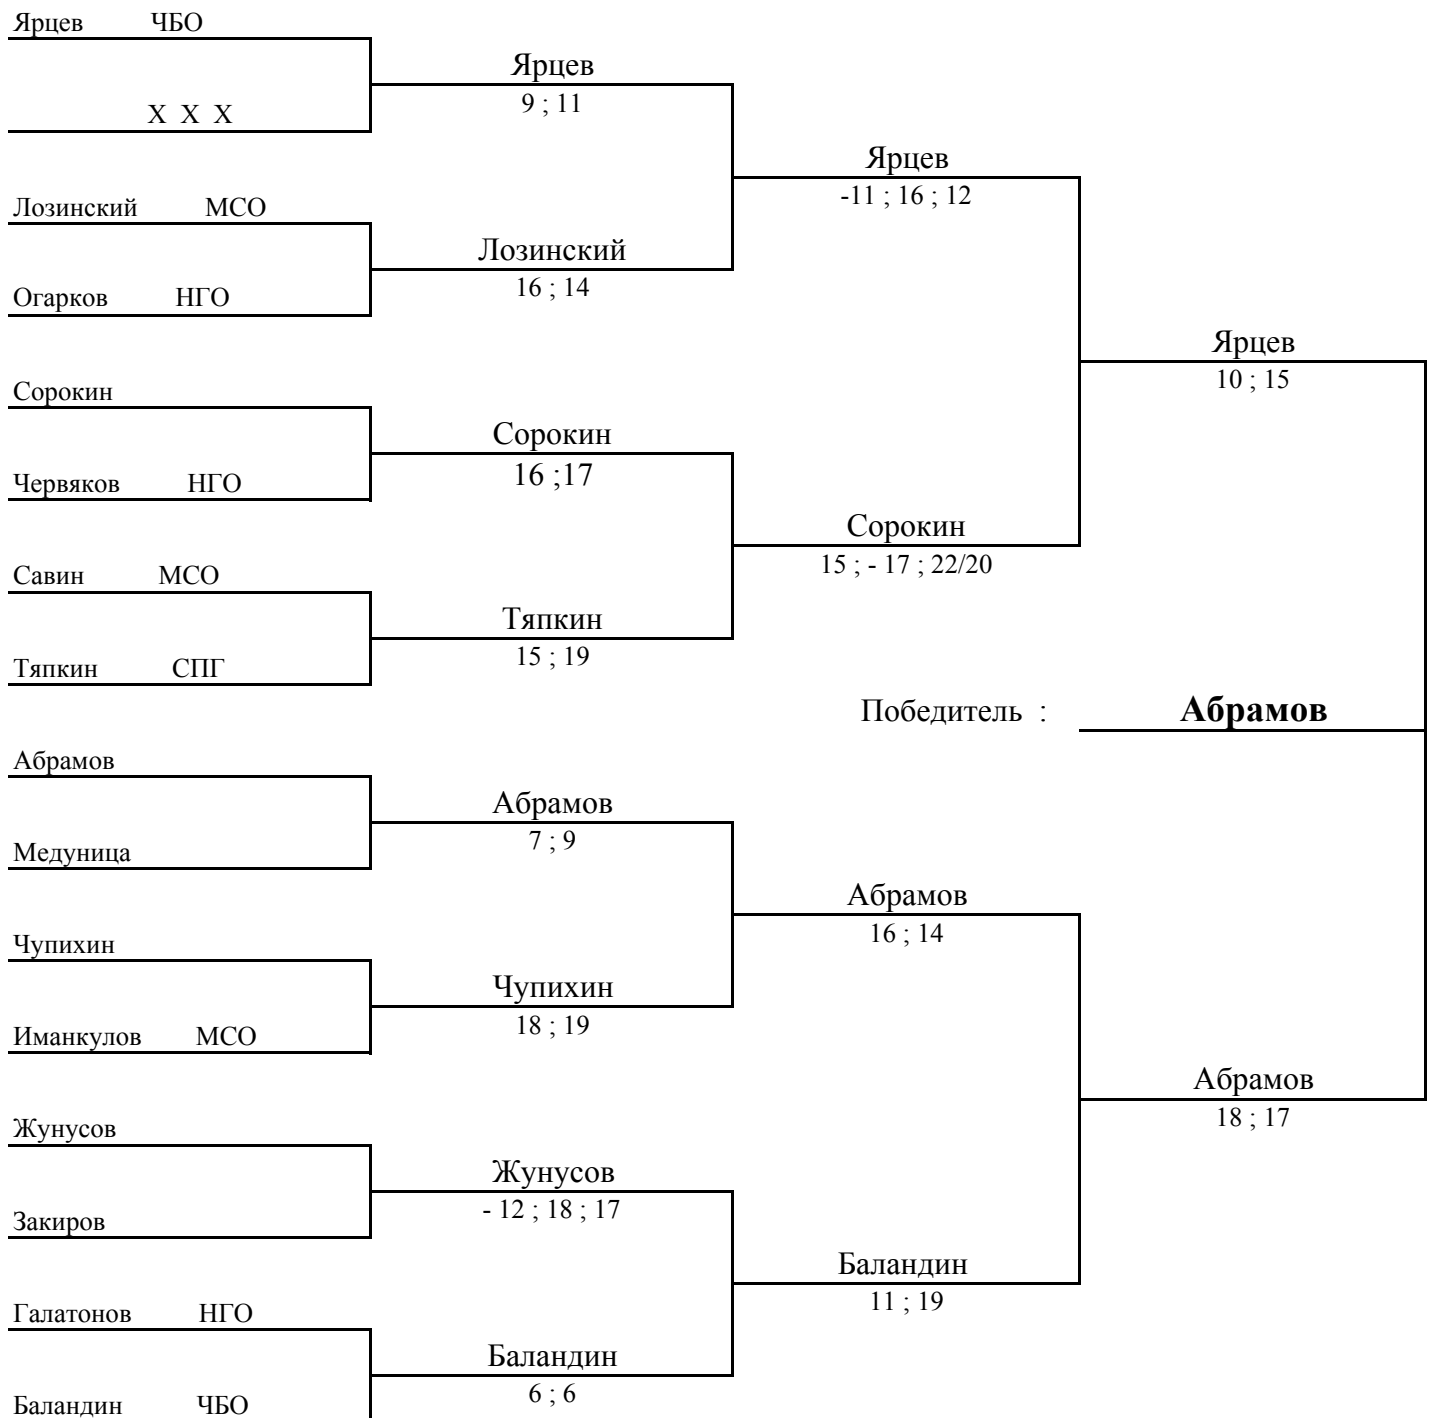 Ярцев ЧБО
Ярцев
9 ; 11
Х Х Х
Ярцев
-11 ; 16 ; 12
Лозинский МСО
Лозинский
16 ; 14
Огарков НГО
Ярцев
10 ; 15
Сорокин
Сорокин
16 ;17
Червяков НГО
Сорокин
15 ; - 17 ; 22/20
Савин МСО
Тяпкин
15 ; 19
Тяпкин СПГ
Победитель : Абрамов
Абрамов
Абрамов
7 ; 9
Медуница
Абрамов
16 ; 14
Чупихин
Чупихин
18 ; 19
Иманкулов МСО
Абрамов
18 ; 17
Жунусов
Жунусов
- 12 ; 18 ; 17
Закиров
Баландин
11 ; 19
Галатонов НГО
Баландин
6 ; 6
Баландин ЧБО